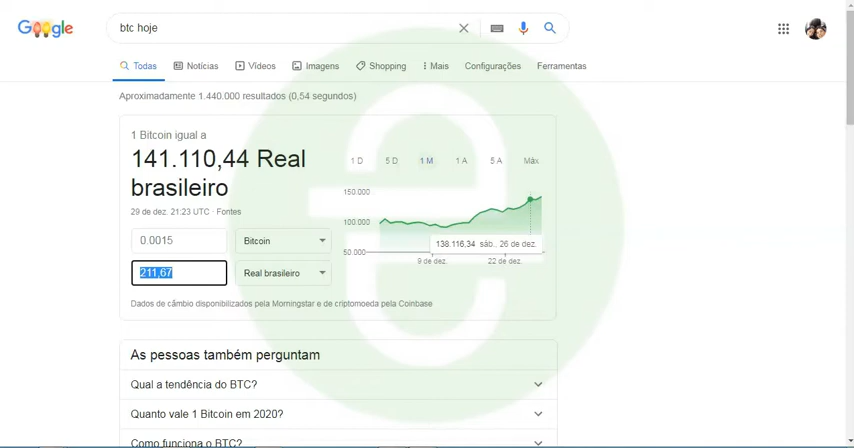 Google
btc hoje
Todas Notícias Vídeos Imagens Shopping Mais Configurações Ferramentas
Aproximadamente 1.440.000 resultados (0,54 segundos)
1 Bitcoin igual a
141.110,44 Real
brasileiro
29 de dez. 21:23 UTC · Fontes
0.0015 Bitcoin
211,67 Real brasileiro
1 D 5 D 1 M 1 A 5 A Máx
150.000
100.000
50.000
138.116,34 sáb., 26 de dez.
9 de dez. 22 de dez.
Dados de câmbio disponibilizados pela Morningstar e de criptomoeda pela Coinbase
As pessoas também perguntam
Qual a tendência do BTC?
Quanto vale 1 Bitcoin em 2020?
Como funciona o BTC?